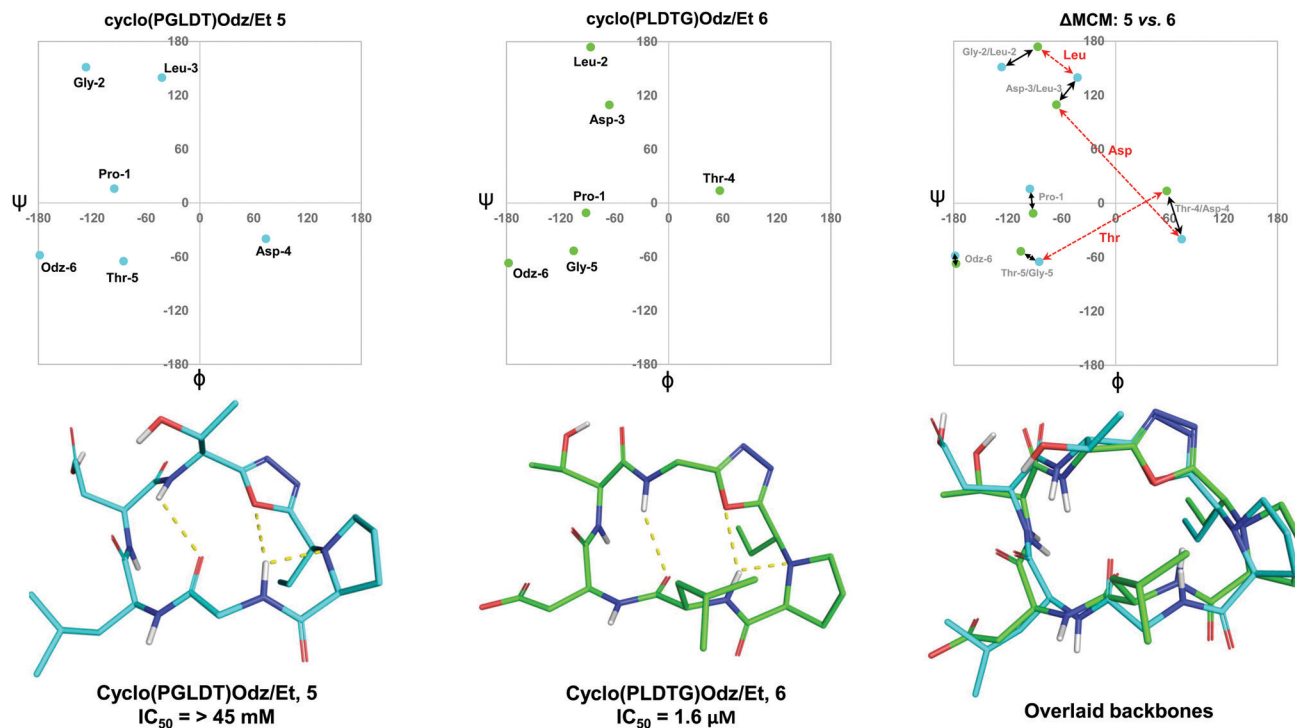 cyclo(PGLDT)Odz/Et 5
180
Gly-2
Leu-3
120
60
Pro-1
Ψ
-180 -120 -60 0 60 120 180
Asp-4
Odz-6
-60
Thr-5
-120
-180
ϕ
cyclo(PLDTG)Odz/Et 6
180
Leu-2
120
Asp-3
60
Thr-4
Pro-1
Ψ
-180 -120 -60 0 60 120 180
Gly-5
-60
Odz-6
-120
-180
ϕ
ΔMCM: 5 vs. 6
180
Gly-2/Leu-2
Leu
Asp-3/Leu-3
120
60
Asp
Pro-1
Thr-4/Asp-4
Ψ
-180 -120 -60 0 60 120 180
Thr
Odz-6
-60
Thr-5/Gly-5
-120
-180
ϕ
Cyclo(PGLDT)Odz/Et, 5
IC50 = > 45 mM
Cyclo(PLDTG)Odz/Et, 6
IC50 = 1.6 μM
Overlaid backbones